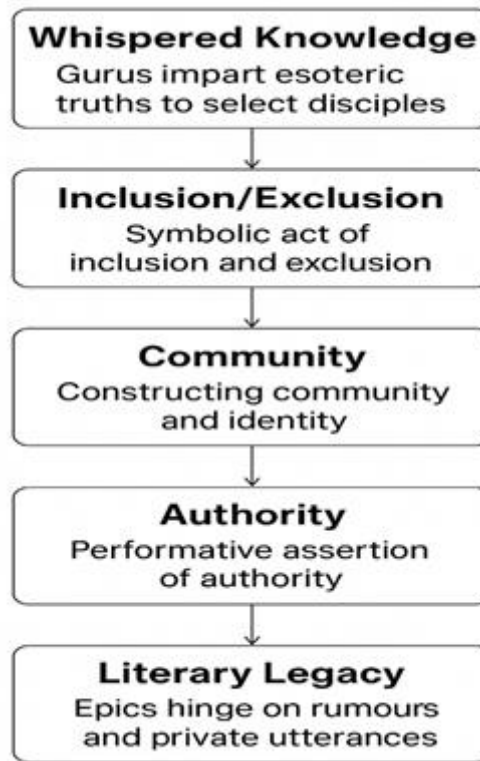 Whispered Knowledge
Gurus impart esoteric
truths to select disciples
Inclusion/Exclusion
Symbolic act of
inclusion and exclusion
Community
Constructing community
and identity
Authority
Performative assertion
of authority
Literary Legacy
Epics hinge on rumours
and private utterances